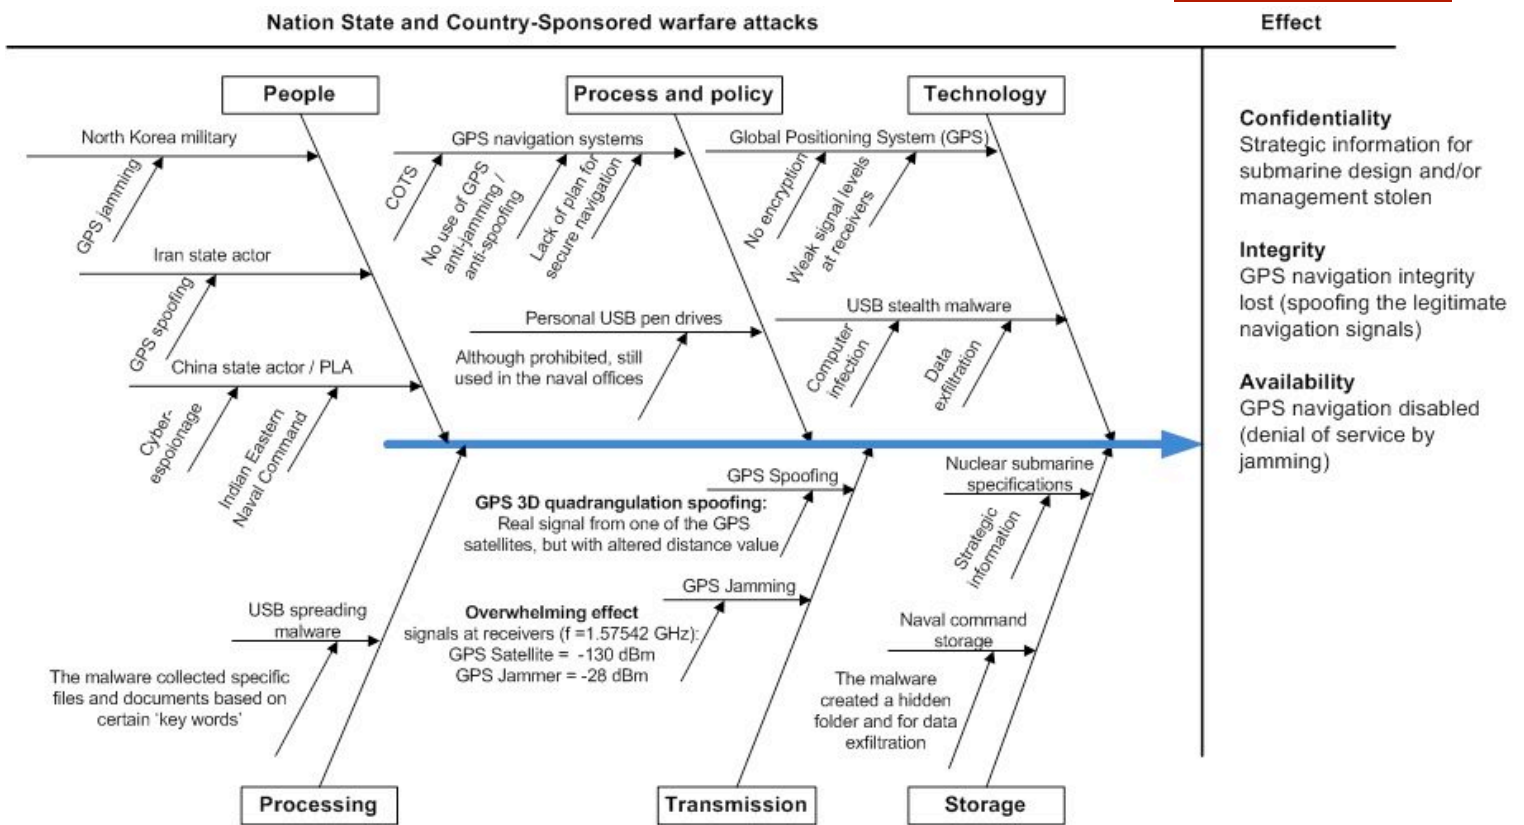 Nation State and Country-Sponsored warfare attacks
Effect
People
Process and policy
Technology
North Korea military
GPS jamming
Iran state actor
GPS spoofing
China state actor / PLA
Cyber-
espoionage
Indian Eastern
Naval Command
GPS navigation systems
COTS
No use of GPS
anti-jamming /
anti-spoofing
Lack of plan for
secure navigation
Personal USB pen drives
Although prohibited, still
used in the naval offices
Global Positioning System (GPS)
No encryption
Weak signal levels
at receivers
USB stealth malware
Computer
infection
Data
exfiltration
Confidentiality
Strategic information for
submarine design and/or
management stolen
Integrity
GPS navigation integrity
lost (spoofing the legitimate
navigation signals)
Availability
GPS navigation disabled
(denial of service by
jamming)
USB spreading
malware
The malware collected specific
files and documents based on
certain 'key words'
GPS Spoofing
GPS 3D quadrangulation spoofing:
Real signal from one of the GPS
satellites, but with altered distance value
GPS Jamming
Overwhelming effect
signals at receivers (f =1.57542 GHz):
GPS Satellite = -130 dBm
GPS Jammer = -28 dBm
Nuclear submarine
specifications
Strategic
information
Naval command
storage
The malware
created a hidden
folder and for data
exfiltration
Processing
Transmission
Storage